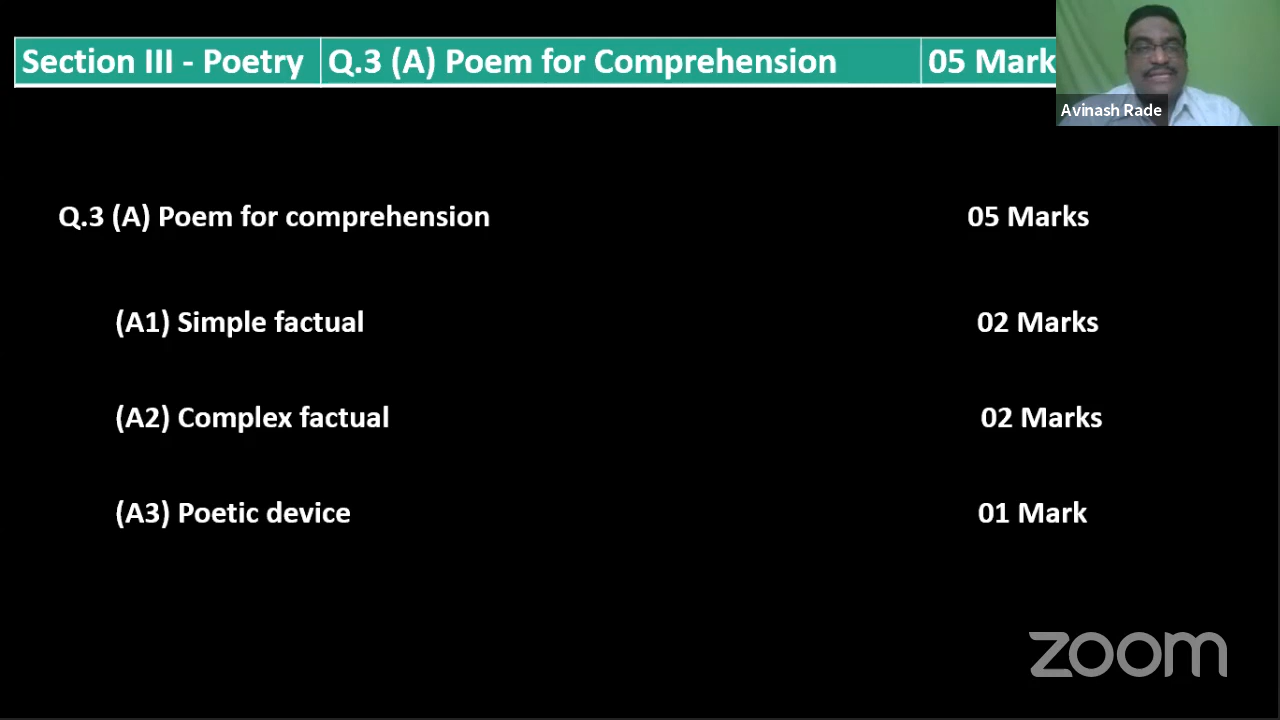 Section III - Poetry Q.3 (A) Poem for Comprehension 05 Mark
Avinash Rade
Q.3 (A) Poem for comprehension 05 Marks
(A1) Simple factual 02 Marks
(A2) Complex factual 02 Marks
(A3) Poetic device 01 Mark
zoom